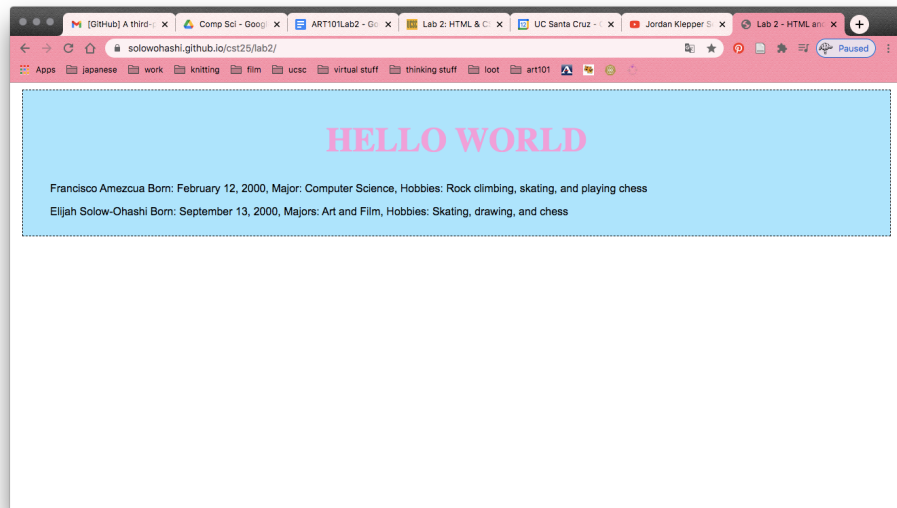 [GitHub] A third-
Comp Sci - Googl
ART101Lab2 - Go
Lab 2: HTML & C
UC Santa Cruz -
Jordan Klepper S
Lab 2 - HTML and
solowohashi.github.io/cst25/lab2/
Paused
Apps japanese work knitting film ucsc virtual stuff thinking stuff loot art101
HELLO WORLD
Francisco Amezcua Born: February 12, 2000, Major: Computer Science, Hobbies: Rock climbing, skating, and playing chess
Elijah Solow-Ohashi Born: September 13, 2000, Majors: Art and Film, Hobbies: Skating, drawing, and chess